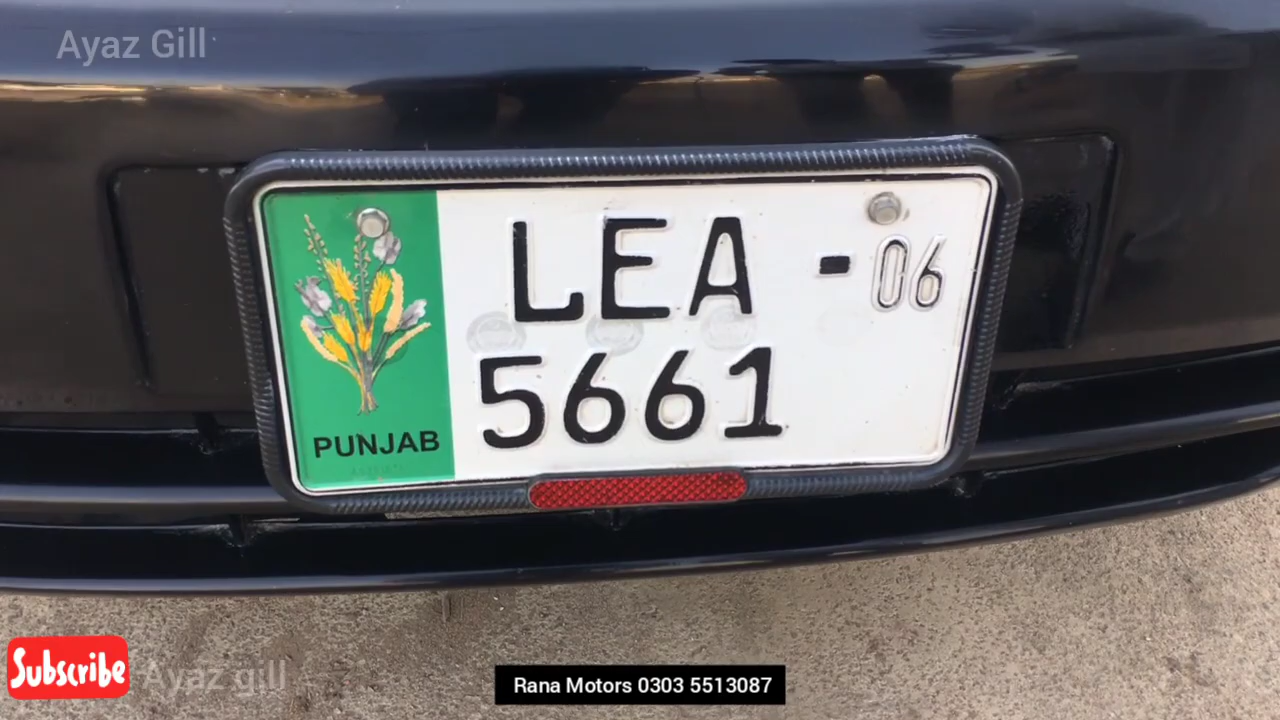 Ayaz Gill
LEA - 06
5661
PUNJAB
Subscribe
Ayaz gill
Rana Motors 0303 5513087